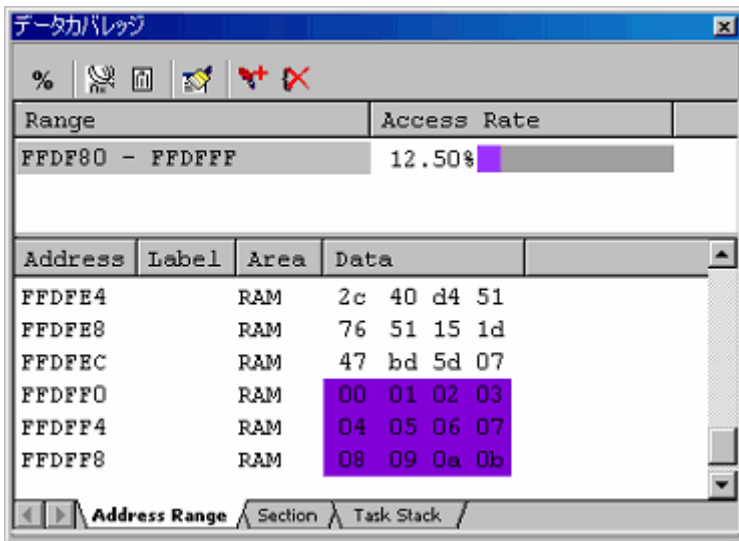 データカバレッジ
%
Range Access Rate
FFDF80 - FFDFFF 12.50%
Address Label Area Data
FFDFE4 RAM 2c 40 d4 51
FFDFE8 RAM 76 51 15 1d
FFDFEC RAM 47 bd 5d 07
FFDFF0 RAM 00 01 02 03
FFDFF4 RAM 04 05 06 07
FFDFF8 RAM 08 09 0a 0b
Address Range Section Task Stack